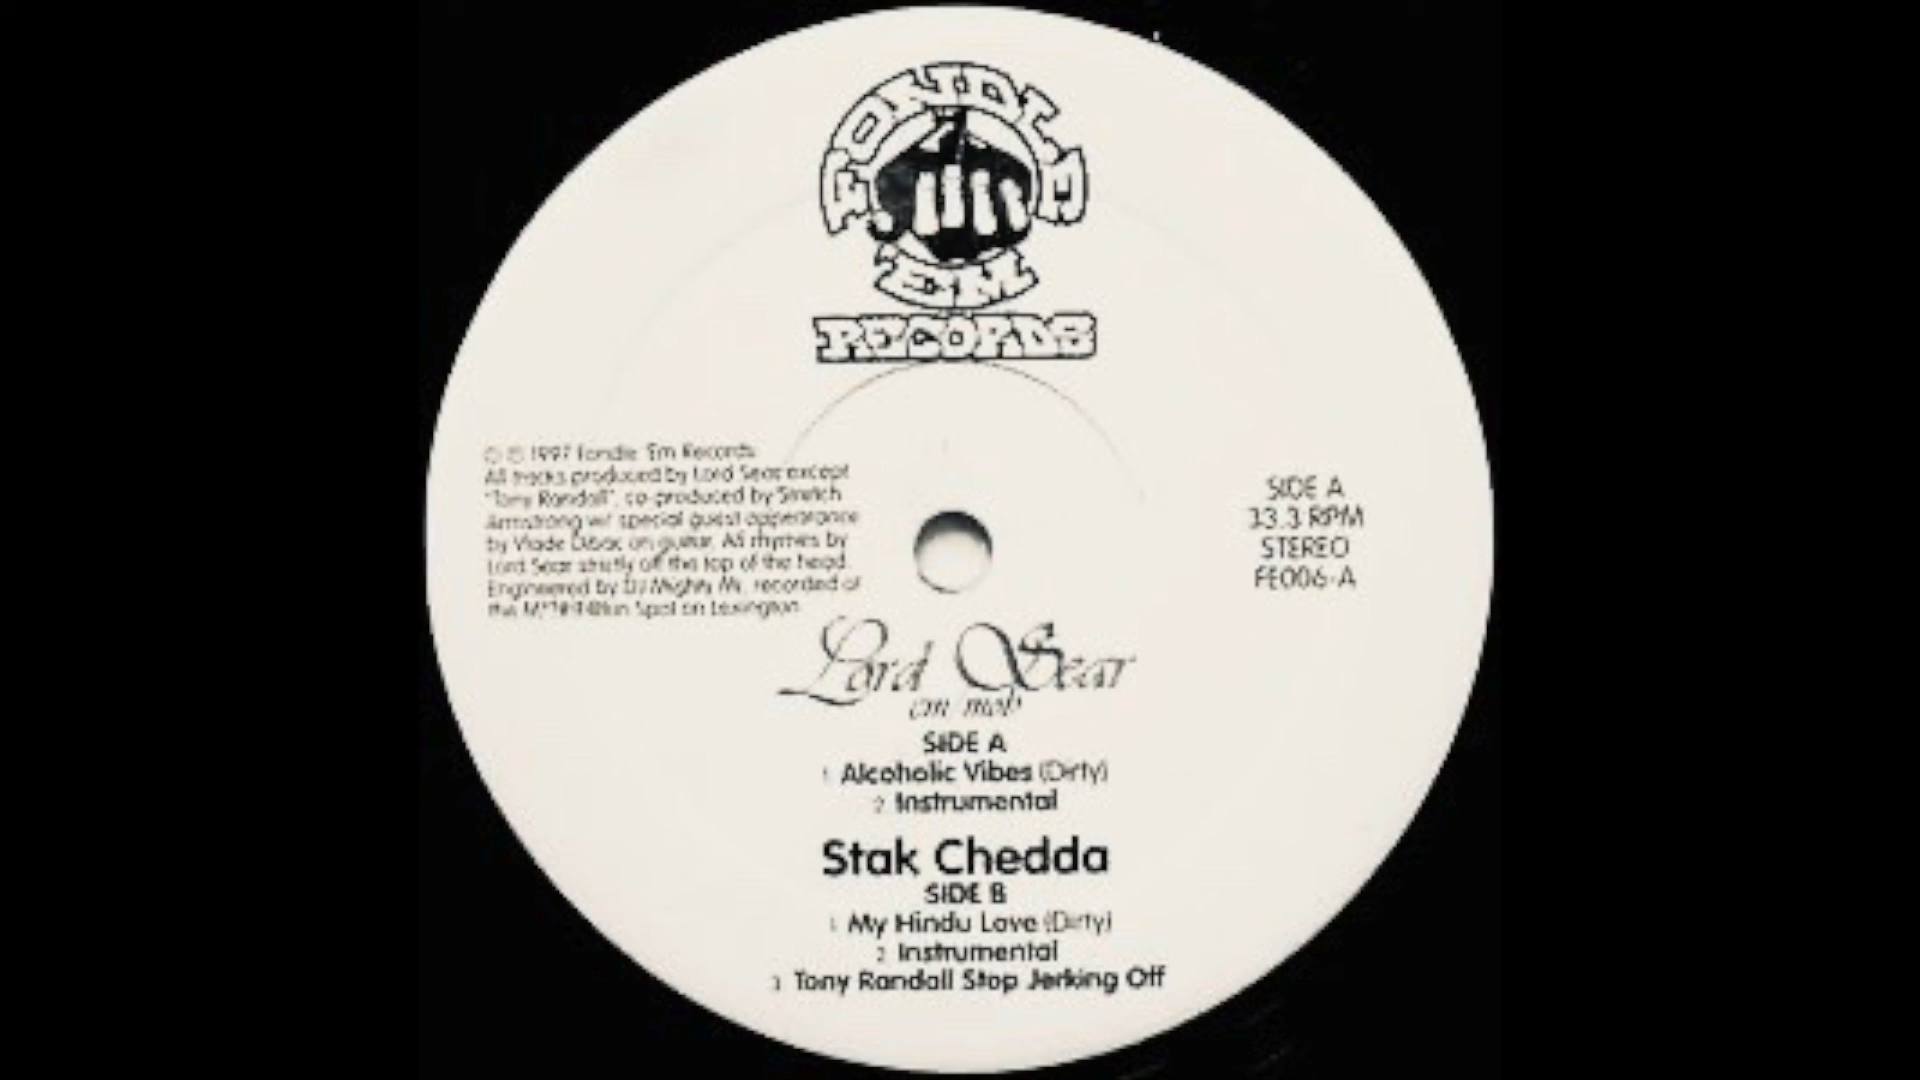 FONDLE
'EM
RECORDS
© ℗ 1997 Fondle 'Em Records.
All tracks produced by Lord Sear except
"Tony Randall", co-produced by Stretch
Armstrong w/ special guest appearance
by Vlade Divac on guitar. All rhymes by
Lord Sear strictly off the top of the head.
Engineered by DJ Mighty Mi, recorded at
the Spot on Lexington
SIDE A
33.3 RPM
STEREO
FE006-A
Lord Sear
SIDE A
1 Alcoholic Vibes (Dirty)
2 Instrumental
Stak Chedda
SIDE B
1 My Hindu Love (Dirty)
2 Instrumental
3 Tony Randall Stop Jerking Off